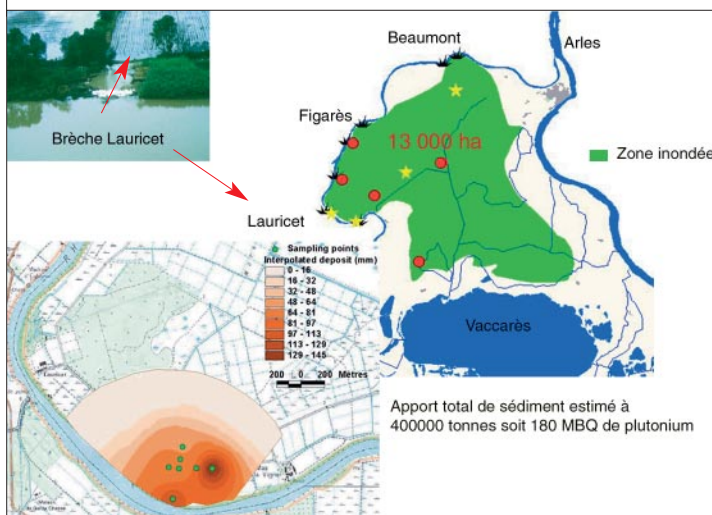 Brèche Lauricet
Beaumont
Arles
Figarès
13 000 ha
Zone inondée
Lauricet
Sampling points
Interpolated deposit (mm)
0 - 16
16 - 32
32 - 48
48 - 64
64 - 81
81 - 97
97 - 113
113 - 129
129 - 145
200 0 200 Metres
Vaccarès
Apport total de sédiment estimé à
400000 tonnes soit 180 MBQ de plutonium